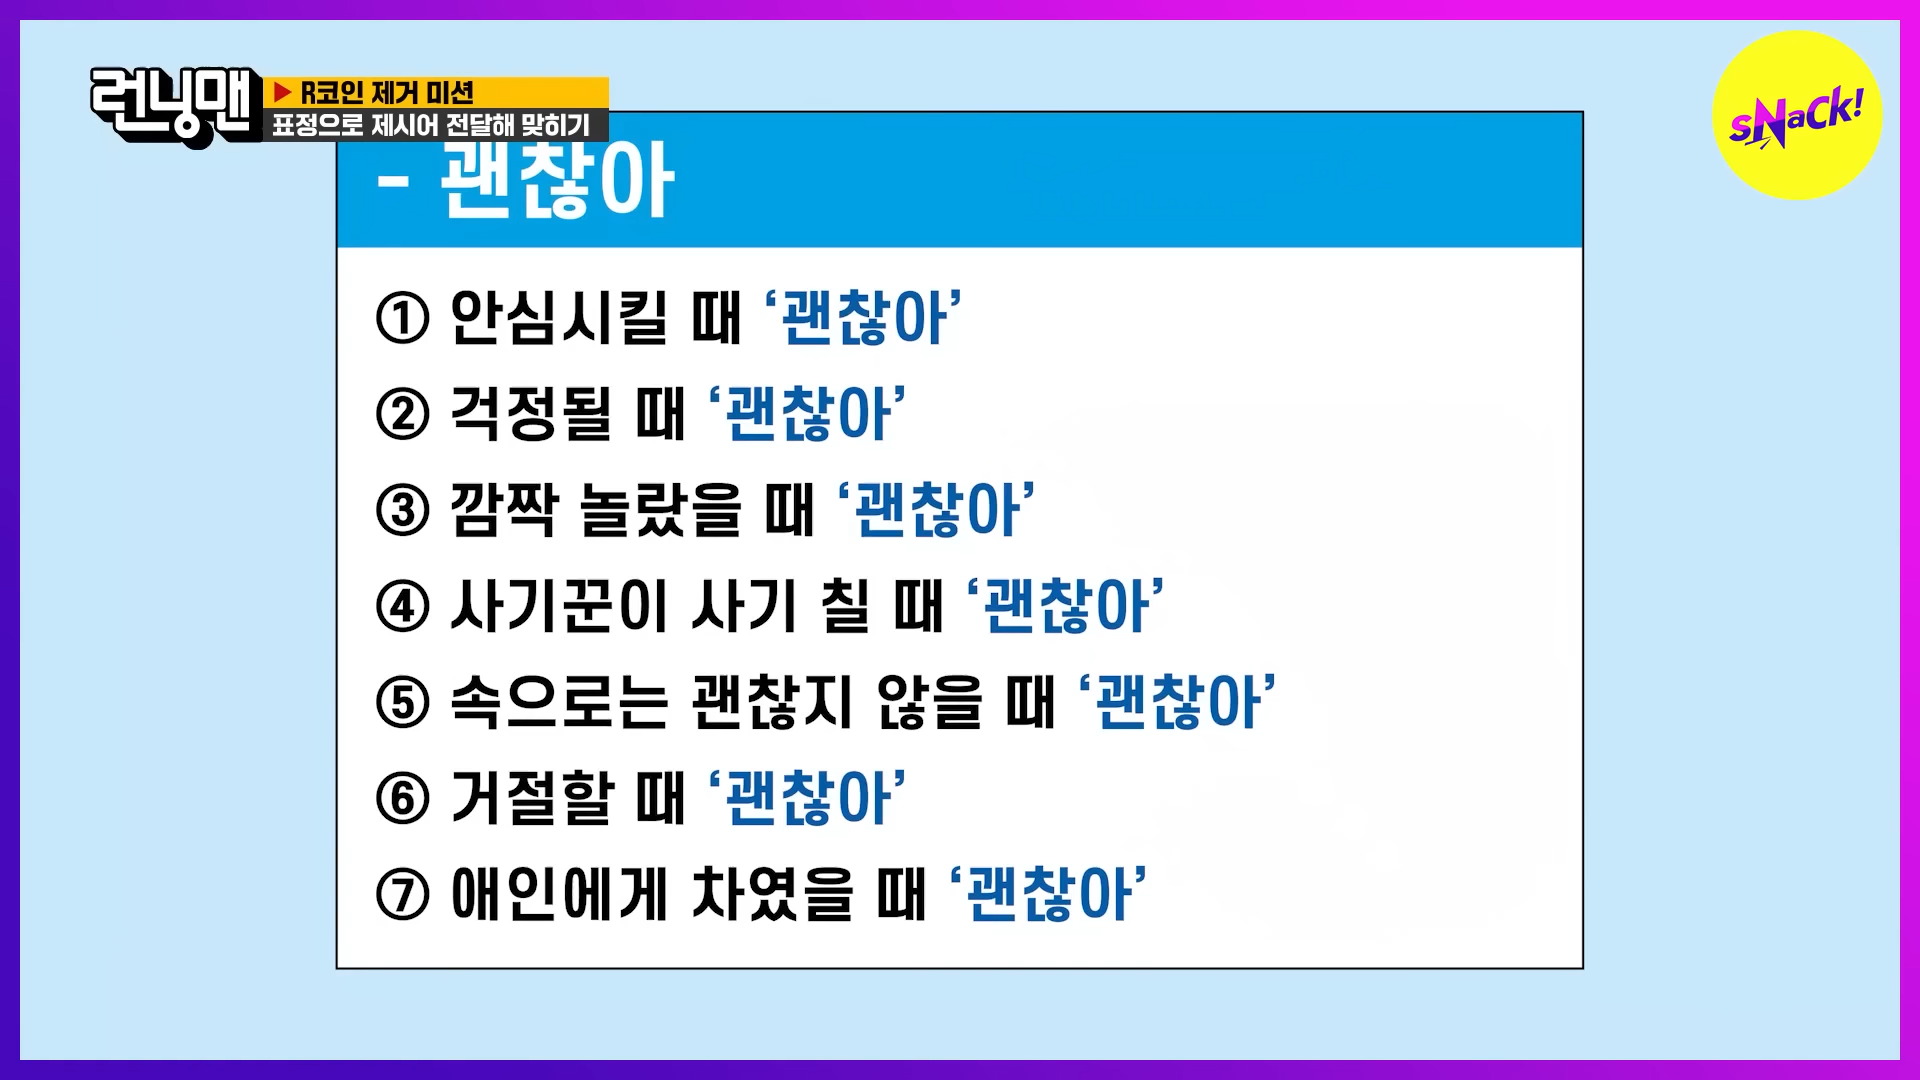 런닝맨
▶ R코인 제거 미션
표정으로 제시어 전달해 맞히기
sNaCk!
- 괜찮아
① 안심시킬 때 ‘괜찮아’
② 걱정될 때 ‘괜찮아’
③ 깜짝 놀랐을 때 ‘괜찮아’
④ 사기꾼이 사기 칠 때 ‘괜찮아’
⑤ 속으로는 괜찮지 않을 때 ‘괜찮아’
⑥ 거절할 때 ‘괜찮아’
⑦ 애인에게 차였을 때 ‘괜찮아’